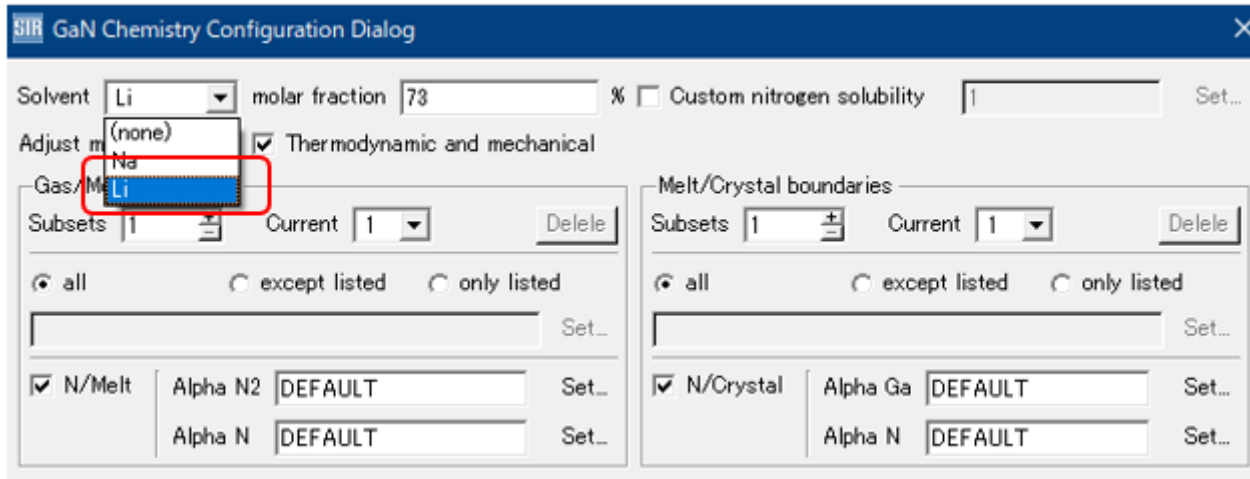 STR GaN Chemistry Configuration Dialog
Solvent Li molar fraction 73 % Custom nitrogen solubility 1 Set...
(none)
Na
Li
Adjust m Thermodynamic and mechanical
Gas/Me
Subsets 1 Current 1 Delele
all except listed only listed
Set...
N/Melt Alpha N2 DEFAULT Set...
Alpha N DEFAULT Set...
Melt/Crystal boundaries
Subsets 1 Current 1 Delele
all except listed only listed
Set...
N/Crystal Alpha Ga DEFAULT Set...
Alpha N DEFAULT Set...